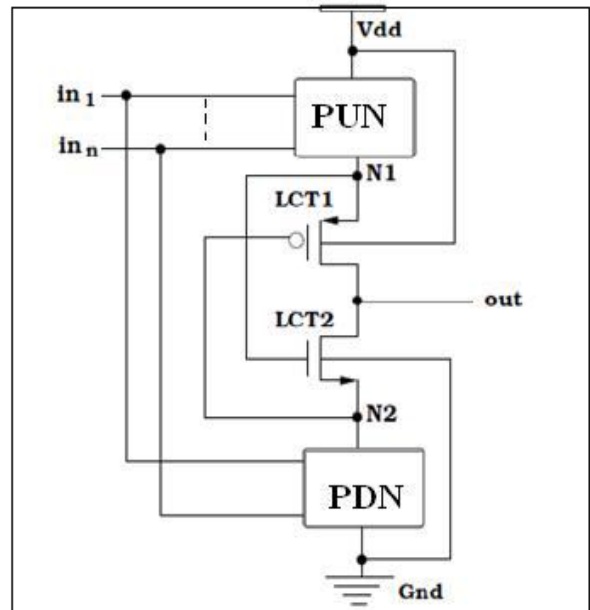 Vdd
in 1
PUN
in n
N1
LCT1
out
LCT2
N2
PDN
Gnd